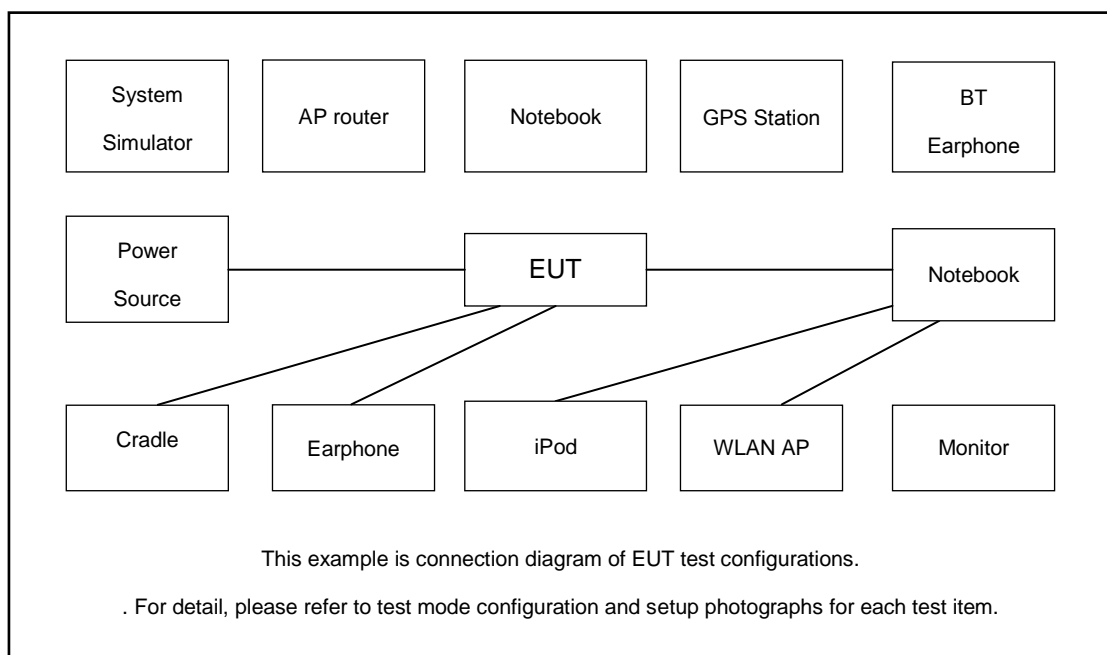 System
Simulator
AP router
Notebook
GPS Station
BT
Earphone
Power
Source
EUT
Notebook
Cradle
Earphone
iPod
WLAN AP
Monitor
This example is connection diagram of EUT test configurations.
. For detail, please refer to test mode configuration and setup photographs for each test item.